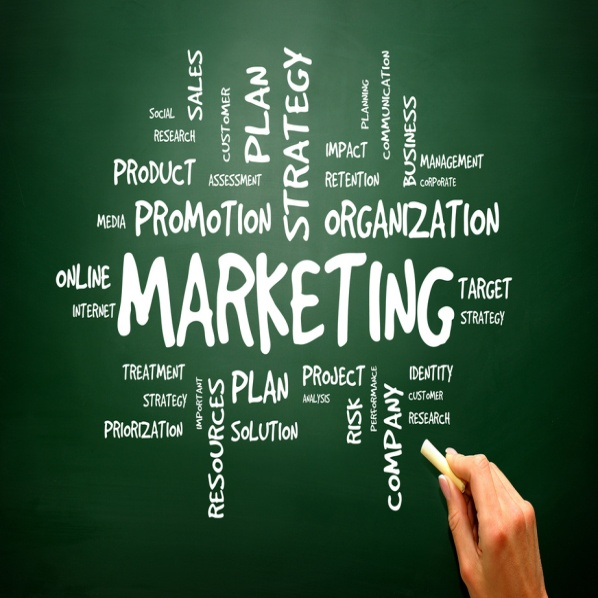 SALES
SOCIAL
RESEARCH
CUSTOMER
PLAN
STRATEGY
PLANNING
COMMUNICATION
IMPACT
BUSINESS
MANAGEMENT
PRODUCT
ASSESSMENT
RETENTION
CORPORATE
MEDIA
PROMOTION
ORGANIZATION
ONLINE
INTERNET
MARKETING
TARGET
STRATEGY
TREATMENT
STRATEGY
PRIORIZATION
IMPORTANT
RESOURCES
PLAN
SOLUTION
PROJECT
ANALYSIS
RISK
PERFORMANCE
COMPANY
IDENTITY
CUSTOMER
RESEARCH